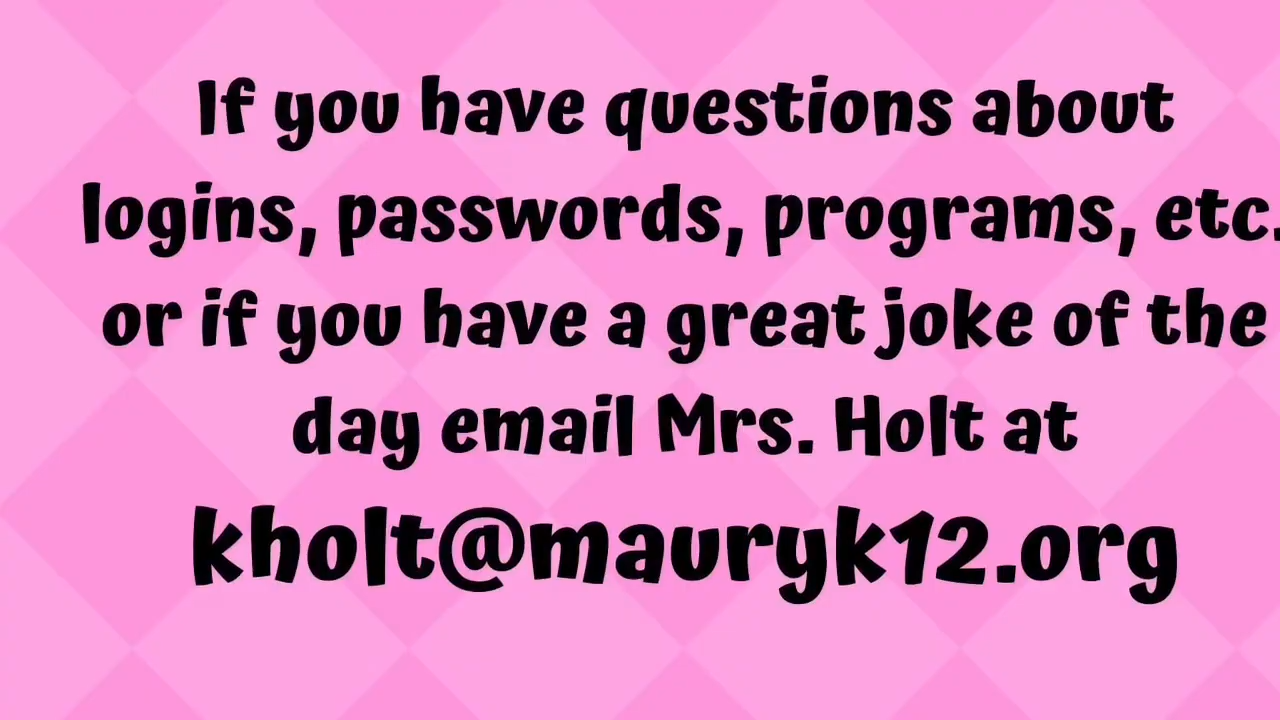 If you have questions about
logins, passwords, programs, etc.
or if you have a great joke of the
day email Mrs. Holt at
kholt@mauryk12.org